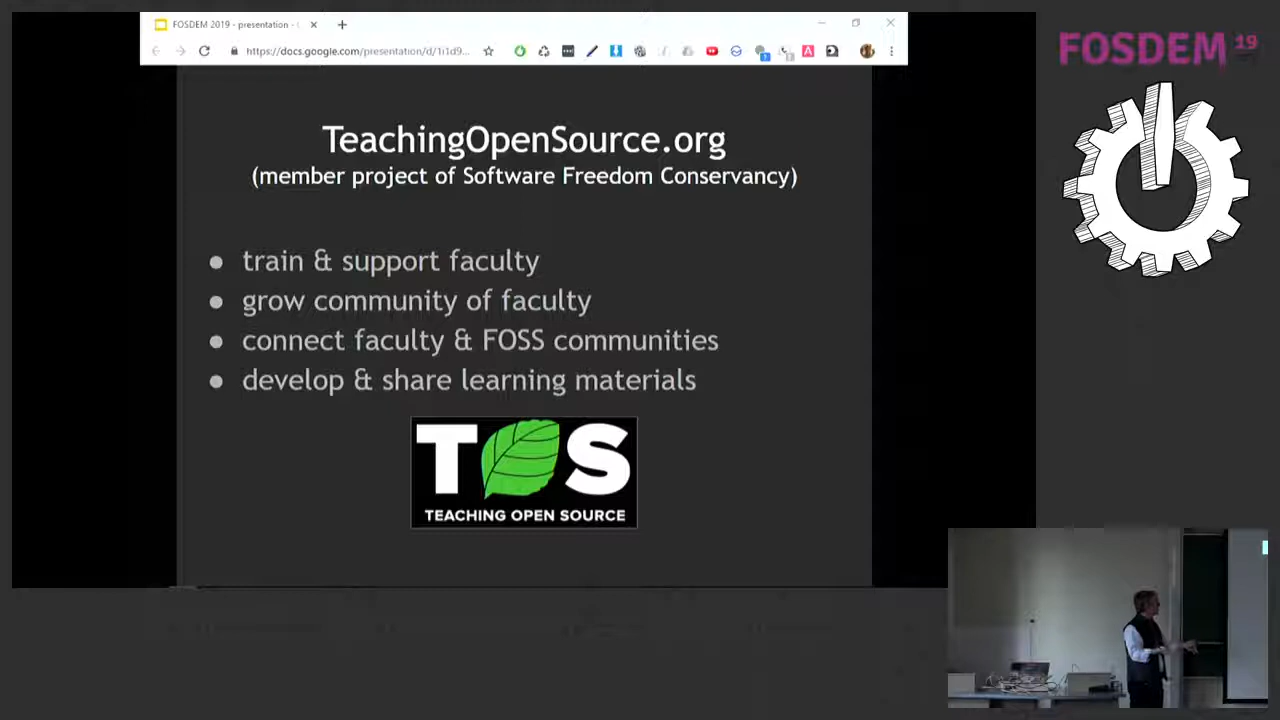 FOSDEM 2019 - presentation -
https://docs.google.com/presentation/d/1i1d9...
FOSDEM 19
TeachingOpenSource.org
(member project of Software Freedom Conservancy)
● train & support faculty
● grow community of faculty
● connect faculty & FOSS communities
● develop & share learning materials
TOS
TEACHING OPEN SOURCE